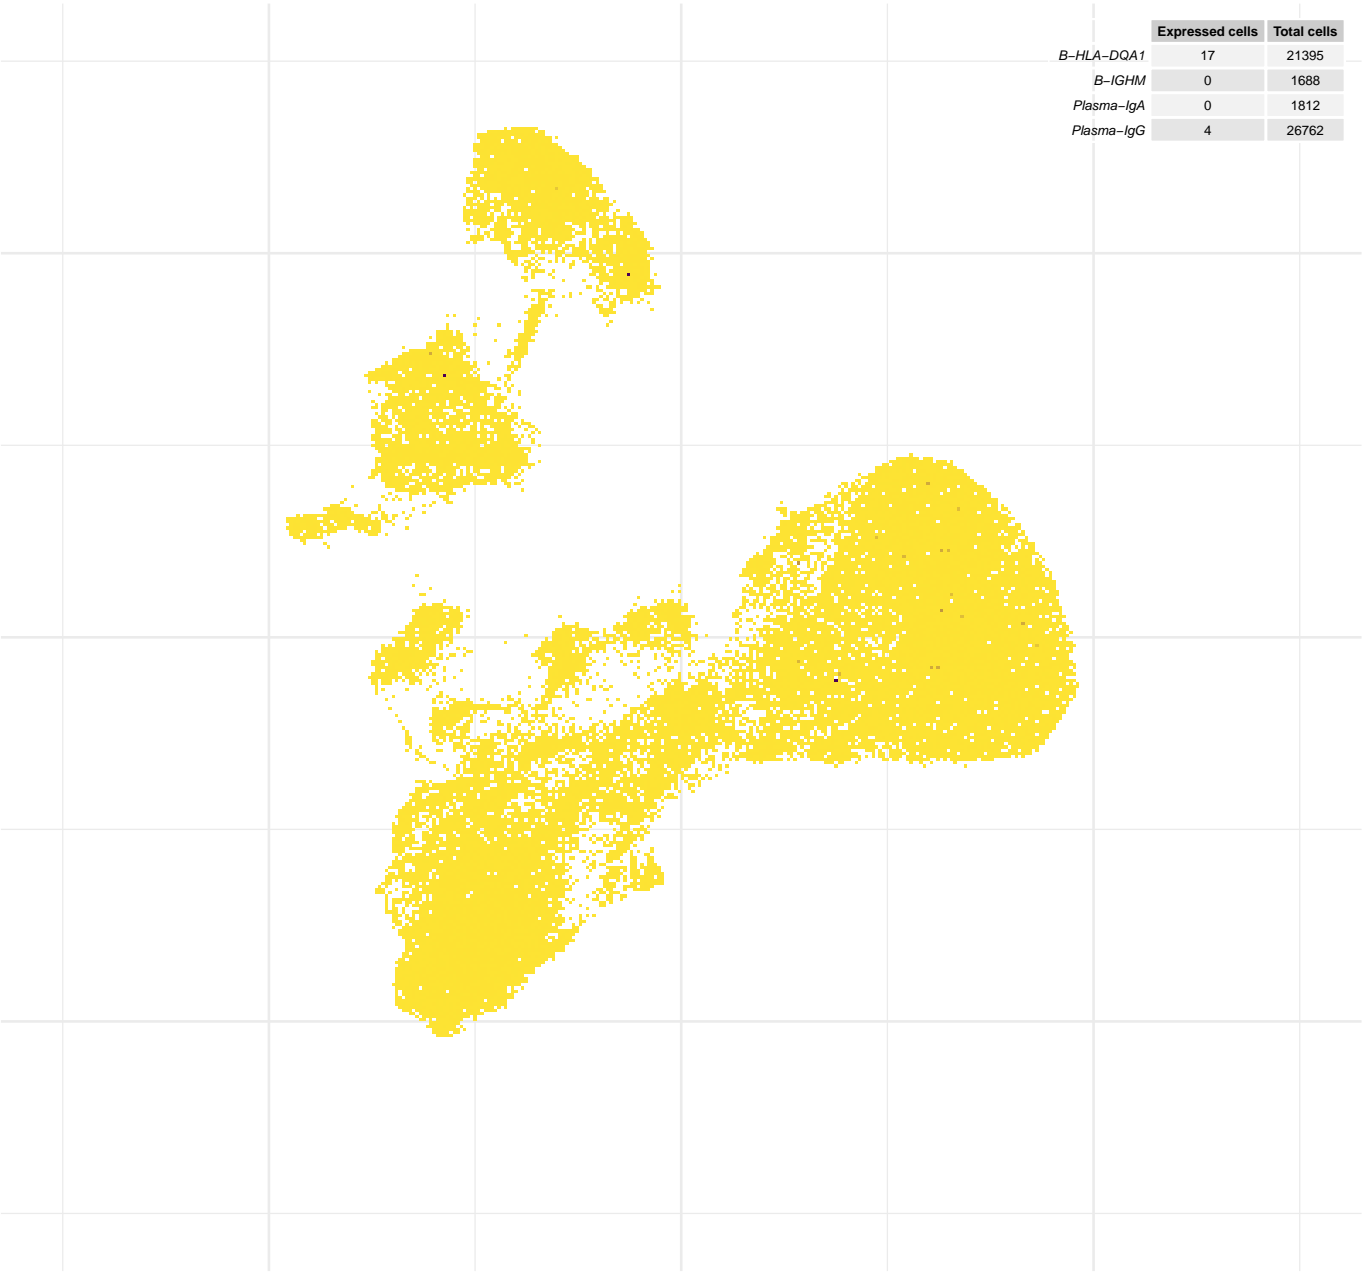 Expressed cells Total cells
B−HLA−DQA1 17 21395
B−IGHM 0 1688
Plasma−IgA 0 1812
Plasma−IgG 4 26762